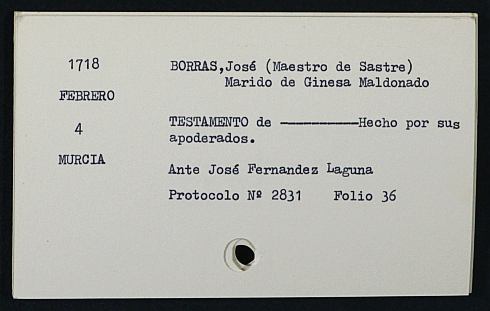 1718
FEBRERO
4
MURCIA
BORRAS,José (Maestro de Sastre)
Marido de Ginesa Maldonado
TESTAMENTO de —————————Hecho por sus
apoderados.
Ante José Fernandez Laguna
Protocolo Nº 2831 Folio 36